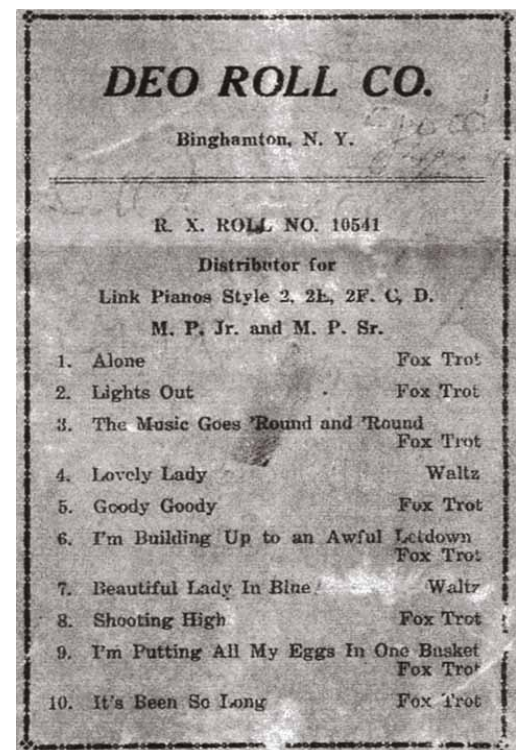 DEO ROLL CO.
Binghamton, N. Y.
R. X. ROLL NO. 10541
Distributor for
Link Pianos Style 2, 2E, 2F. C, D.
M. P. Jr. and M. P. Sr.
1. Alone Fox Trot
2. Lights Out Fox Trot
3. The Music Goes 'Round and 'Round
Fox Trot
4. Lovely Lady Waltz
5. Goody Goody Fox Trot
6. I'm Building Up to an Awful Letdown
Fox Trot
7. Beautiful Lady In Blue Waltz
8. Shooting High Fox Trot
9. I'm Putting All My Eggs In One Basket
Fox Trot
10. It's Been So Long Fox Trot